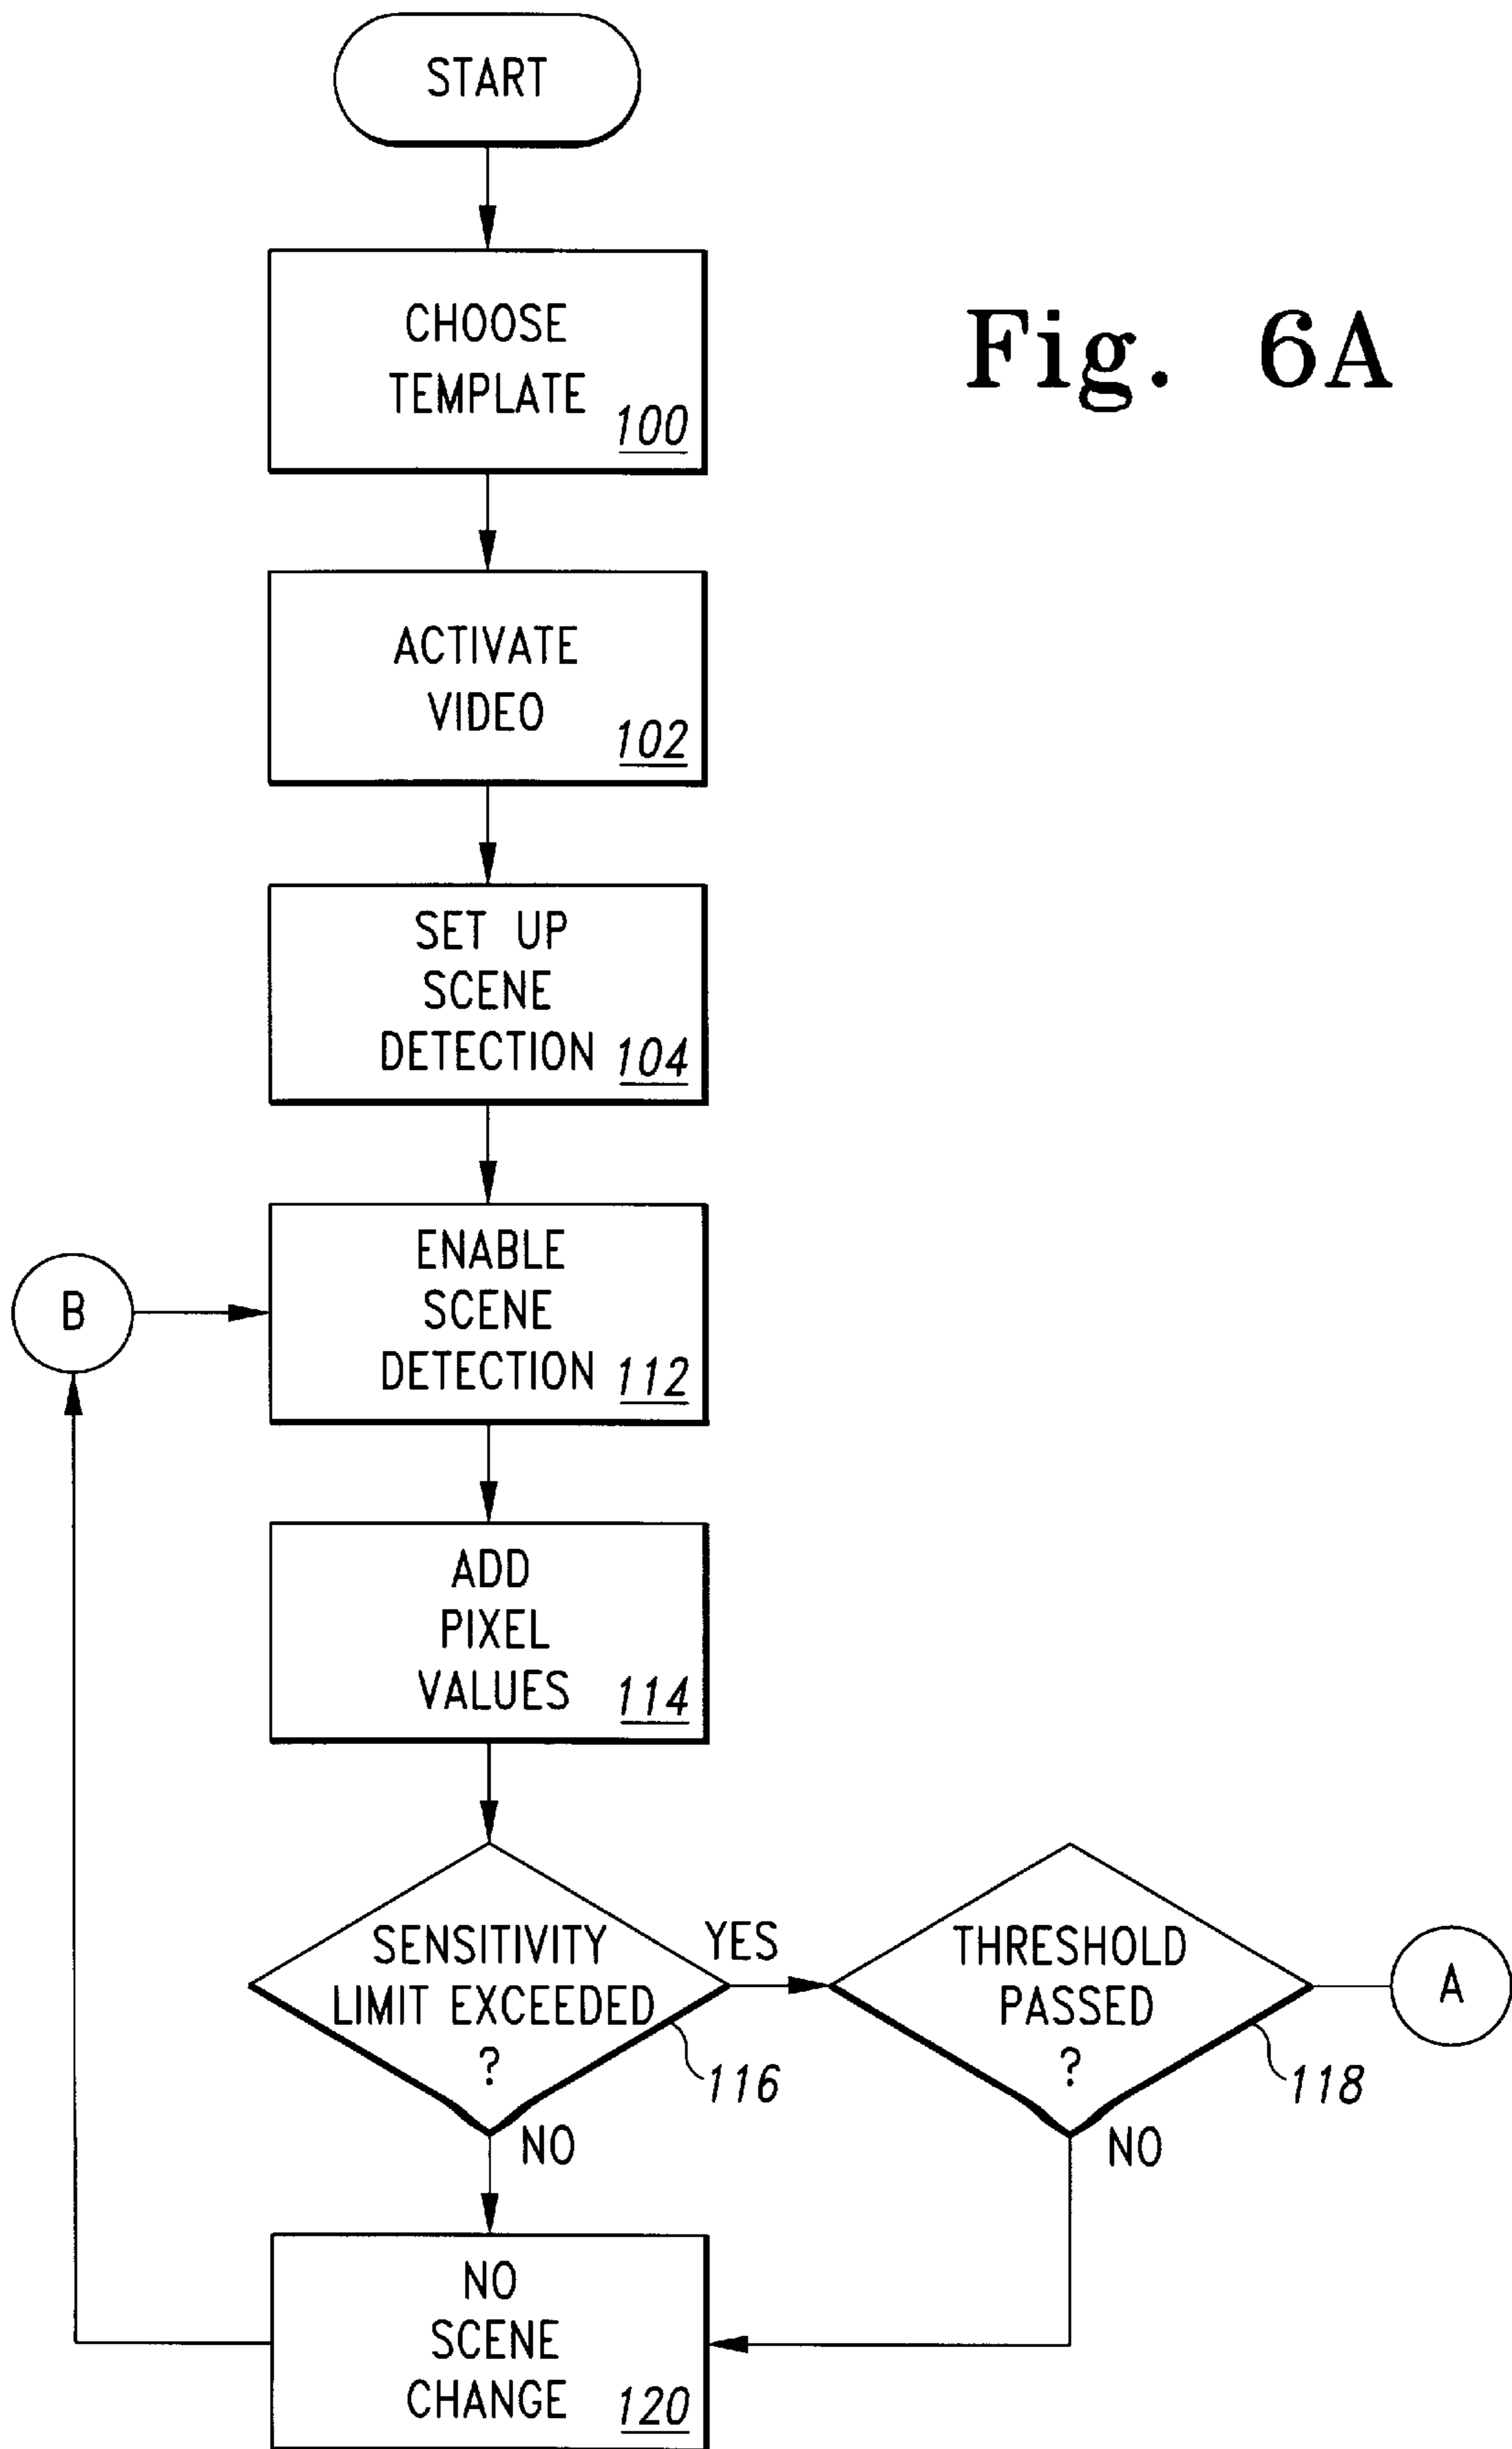 START
Fig. 6A
CHOOSE
TEMPLATE
100
ACTIVATE
VIDEO
102
SET UP
SCENE
DETECTION 104
B
ENABLE
SCENE
DETECTION 112
ADD
PIXEL
VALUES 114
SENSITIVITY
LIMIT EXCEEDED
?
116
YES
NO
THRESHOLD
PASSED
?
118
NO
A
NO
SCENE
CHANGE 120